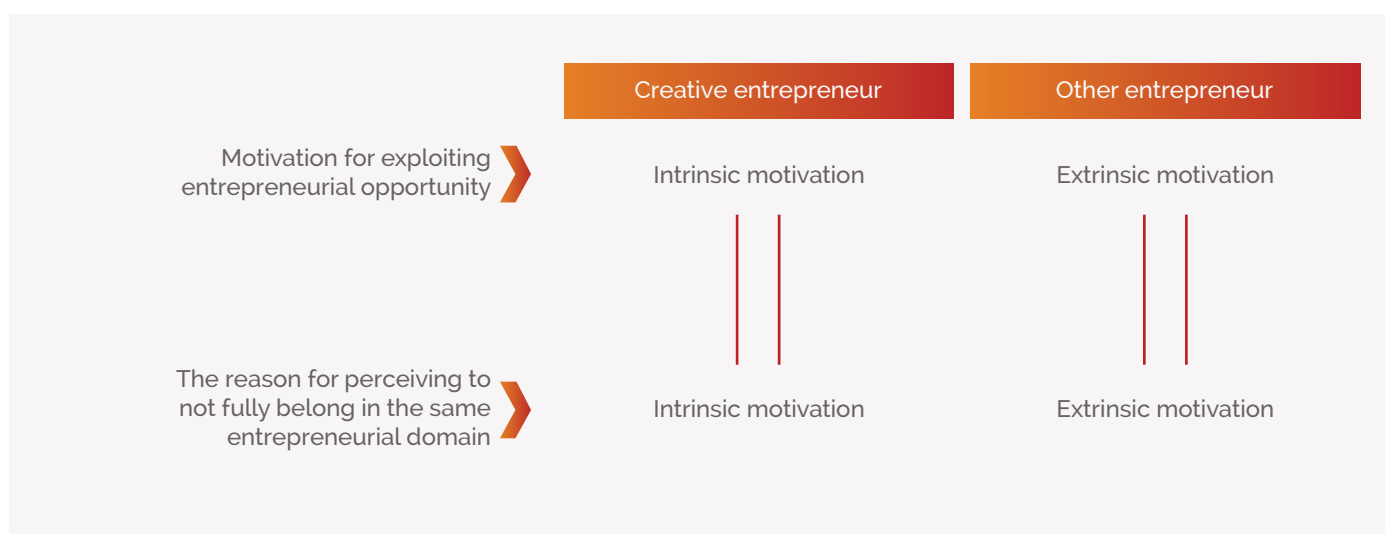 Creative entrepreneur
Other entrepreneur
Motivation for exploiting
entrepreneurial opportunity
Intrinsic motivation
Extrinsic motivation
The reason for perceiving to
not fully belong in the same
entrepreneurial domain
Intrinsic motivation
Extrinsic motivation